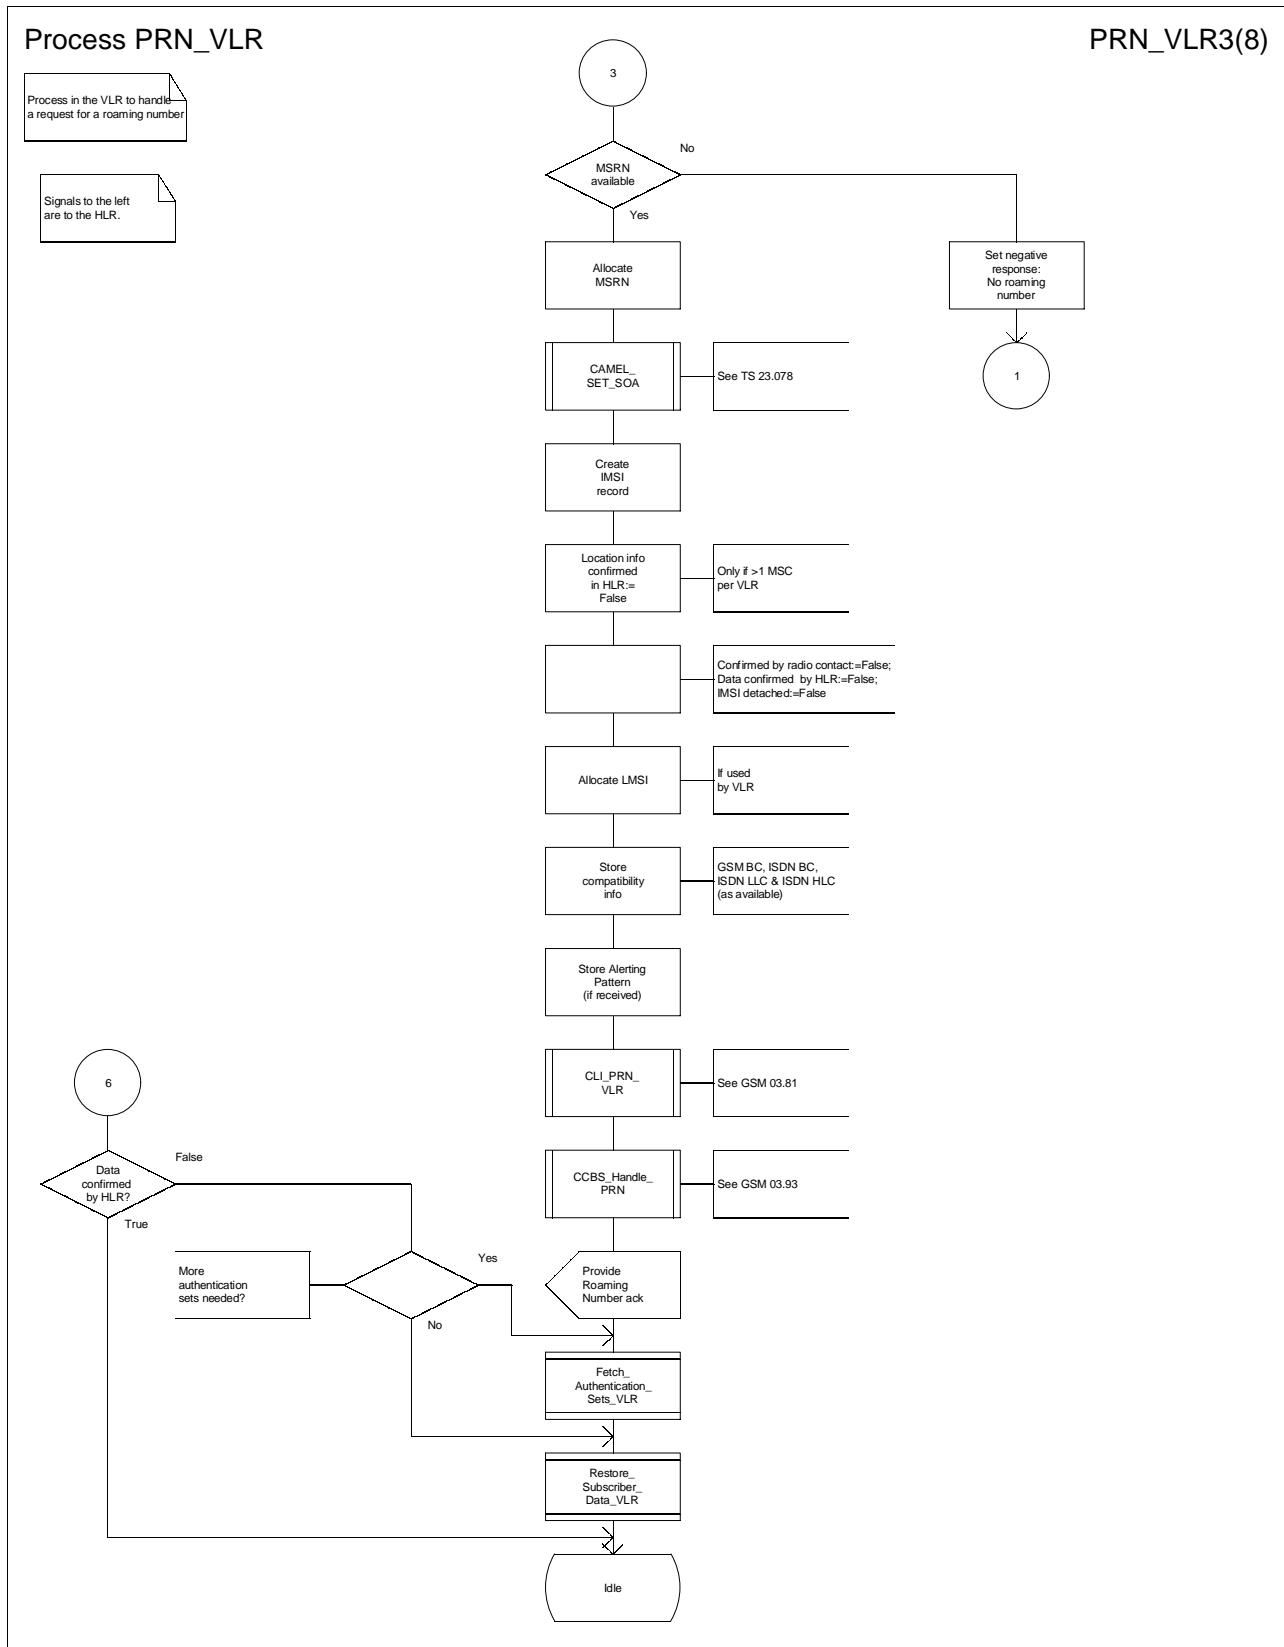 Process PRN_VLR
PRN_VLR3(8)
Process in the VLR to handle
a request for a roaming number
Signals to the left
are to the HLR.
3
MSRN
available
No
Yes
Allocate
MSRN
Set negative
response:
No roaming
number
1
CAMEL_
SET_SOA
See TS 23.078
Create
IMSI
record
Location info
confirmed
in HLR:=
False
Only if >1 MSC
per VLR
Confirmed by radio contact:=False;
Data confirmed by HLR:=False;
IMSI detached:=False
Allocate LMSI
If used
by VLR
Store
compatibility
info
GSM BC, ISDN BC,
ISDN LLC & ISDN HLC
(as available)
Store Alerting
Pattern
(if received)
CLI_PRN_
VLR
See GSM 03.81
6
Data
confirmed
by HLR?
False
True
CCBS_Handle_
PRN
See GSM 03.93
More
authentication
sets needed?
Yes
No
Provide
Roaming
Number ack
Fetch_
Authentication_
Sets_VLR
Restore_
Subscriber_
Data_VLR
Idle